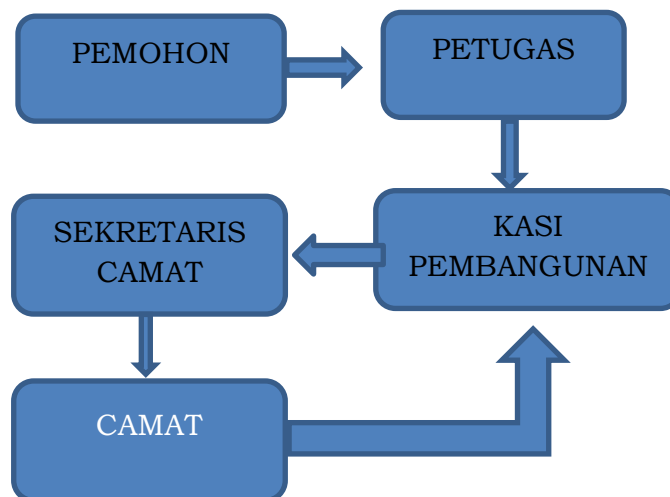 PEMOHON
PETUGAS
KASI
PEMBANGUNAN
SEKRETARIS
CAMAT
CAMAT